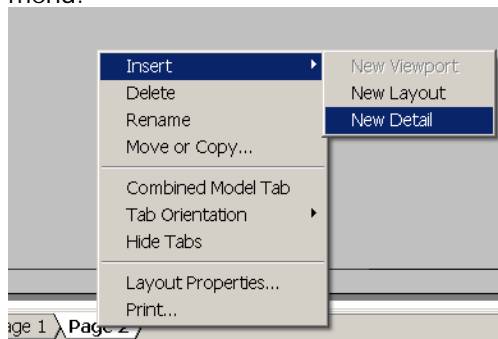 menu.
Insert
New Viewport
Delete
New Layout
Rename
New Detail
Move or Copy...
Combined Model Tab
Tab Orientation
Hide Tabs
Layout Properties...
Print...
age 1
Page 2